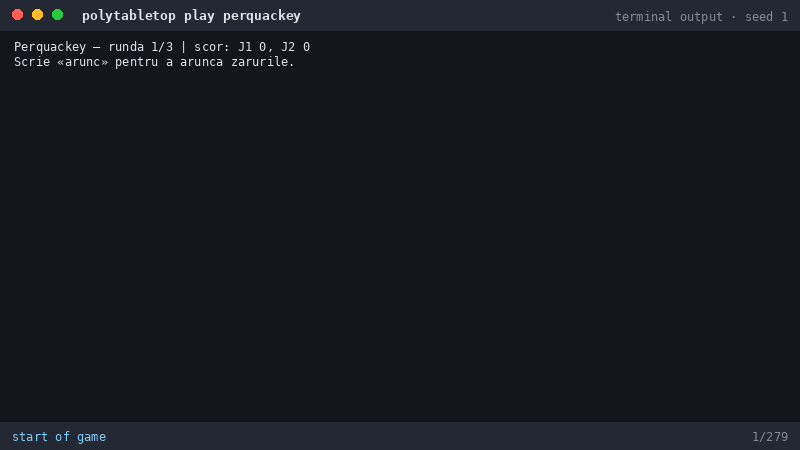 polytabletop play perquackey
terminal output · seed 1
Perquackey — runda 1/3 | scor: J1 0, J2 0
Scrie «arunc» pentru a arunca zarurile.
start of game
1/279